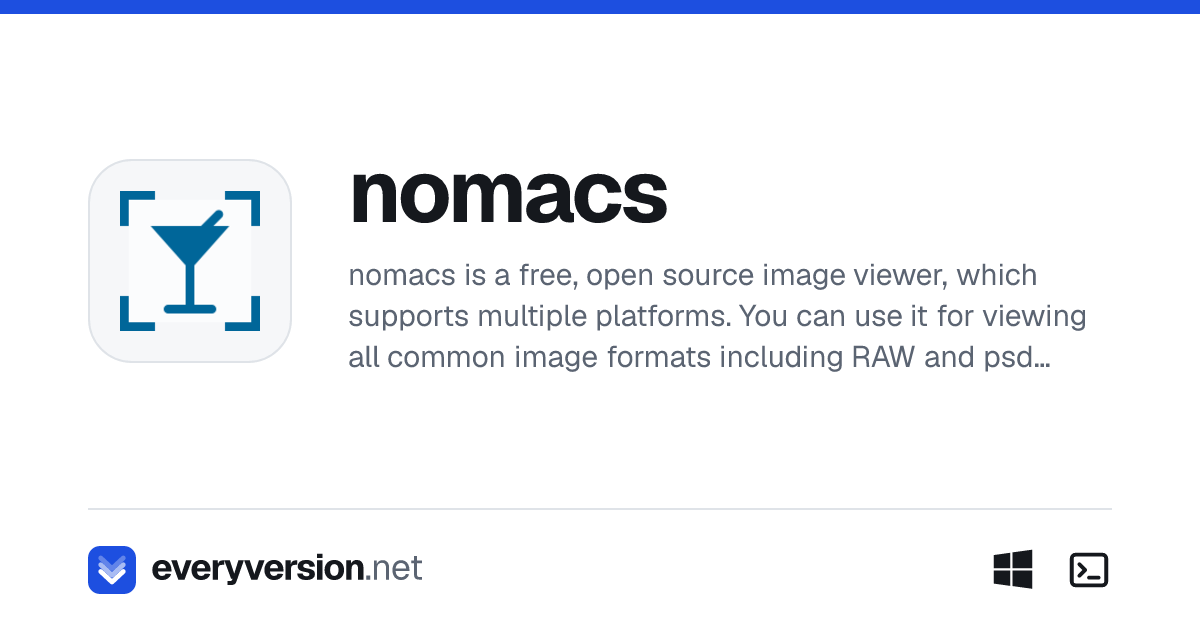 nomacs
nomacs is a free, open source image viewer, which
supports multiple platforms. You can use it for viewing
all common image formats including RAW and psd...
everyversion.net